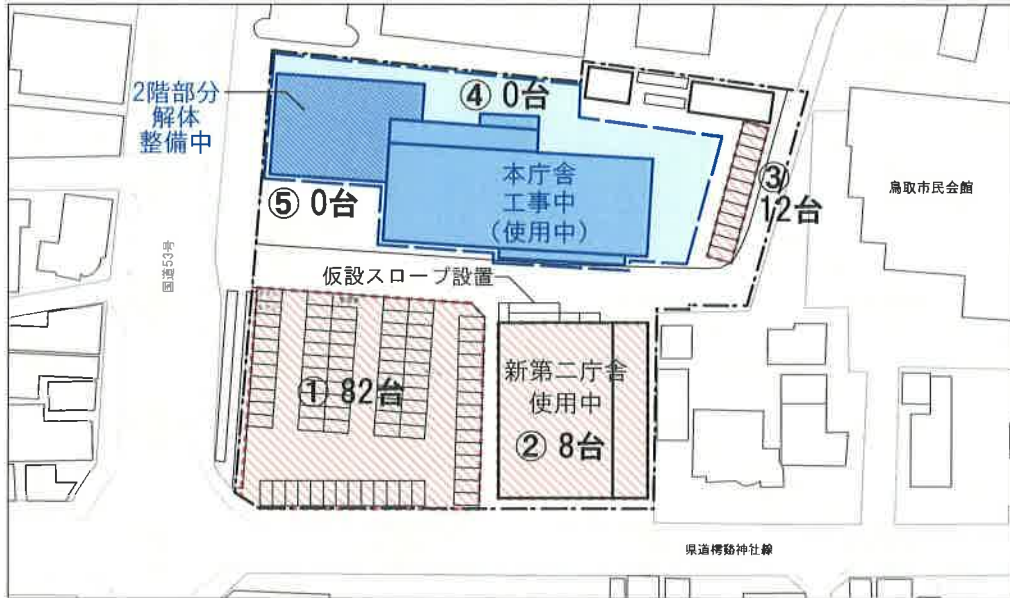 2階部分
解体
整備中
④ 0台
本庁舎
工事中
(使用中)
⑤ 0台
③
12台
鳥取市民会館
国道53号
仮設スロープ設置
① 82台
新第二庁舎
使用中
② 8台
県道樗谿神社線